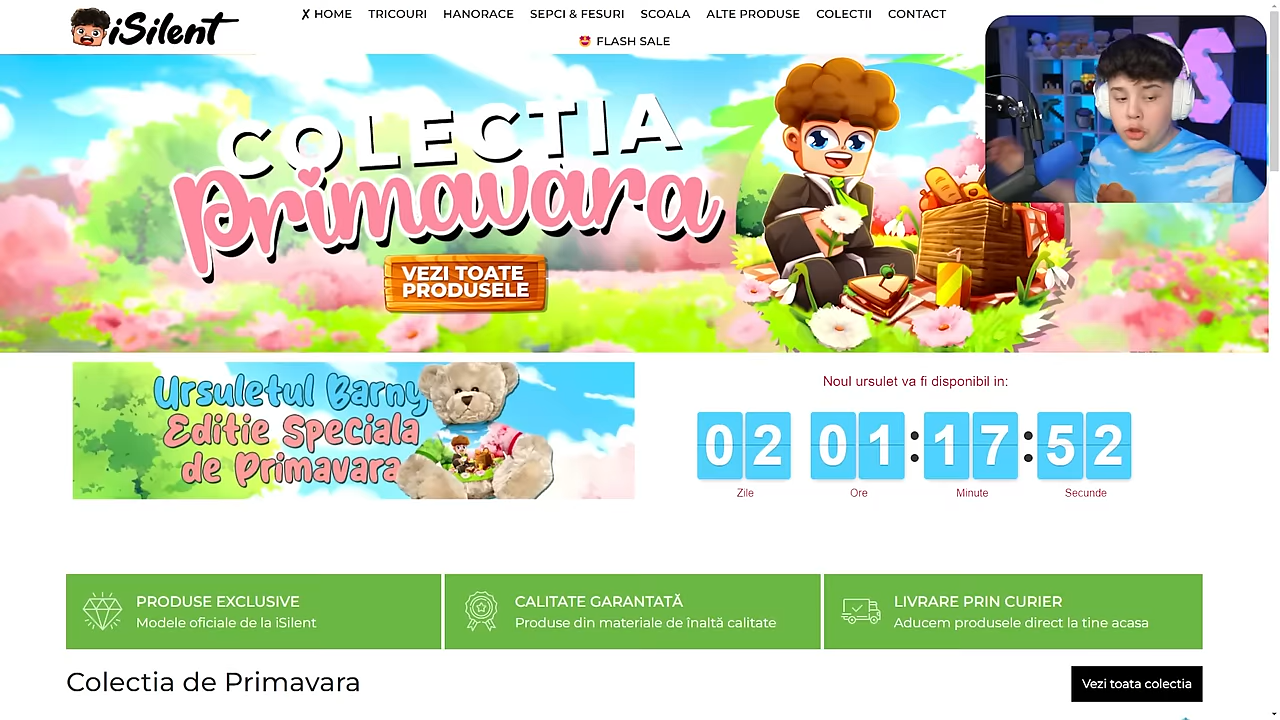 iSilent
✗ HOME
TRICOURI
HANORACE
SEPCI & FESURI
SCOALA
ALTE PRODUSE
COLECTII
CONTACT
🤩 FLASH SALE
COLECTIA
Primavara
VEZI TOATE
PRODUSELE
Ursuletul Barny
Editie Speciala
de Primavara
Noul ursulet va fi disponibil in:
02 01:17:52
Zile Ore Minute Secunde
PRODUSE EXCLUSIVE
Modele oficiale de la iSilent
CALITATE GARANTATĂ
Produse din materiale de înaltă calitate
LIVRARE PRIN CURIER
Aducem produsele direct la tine acasa
Colectia de Primavara
Vezi toata colectia